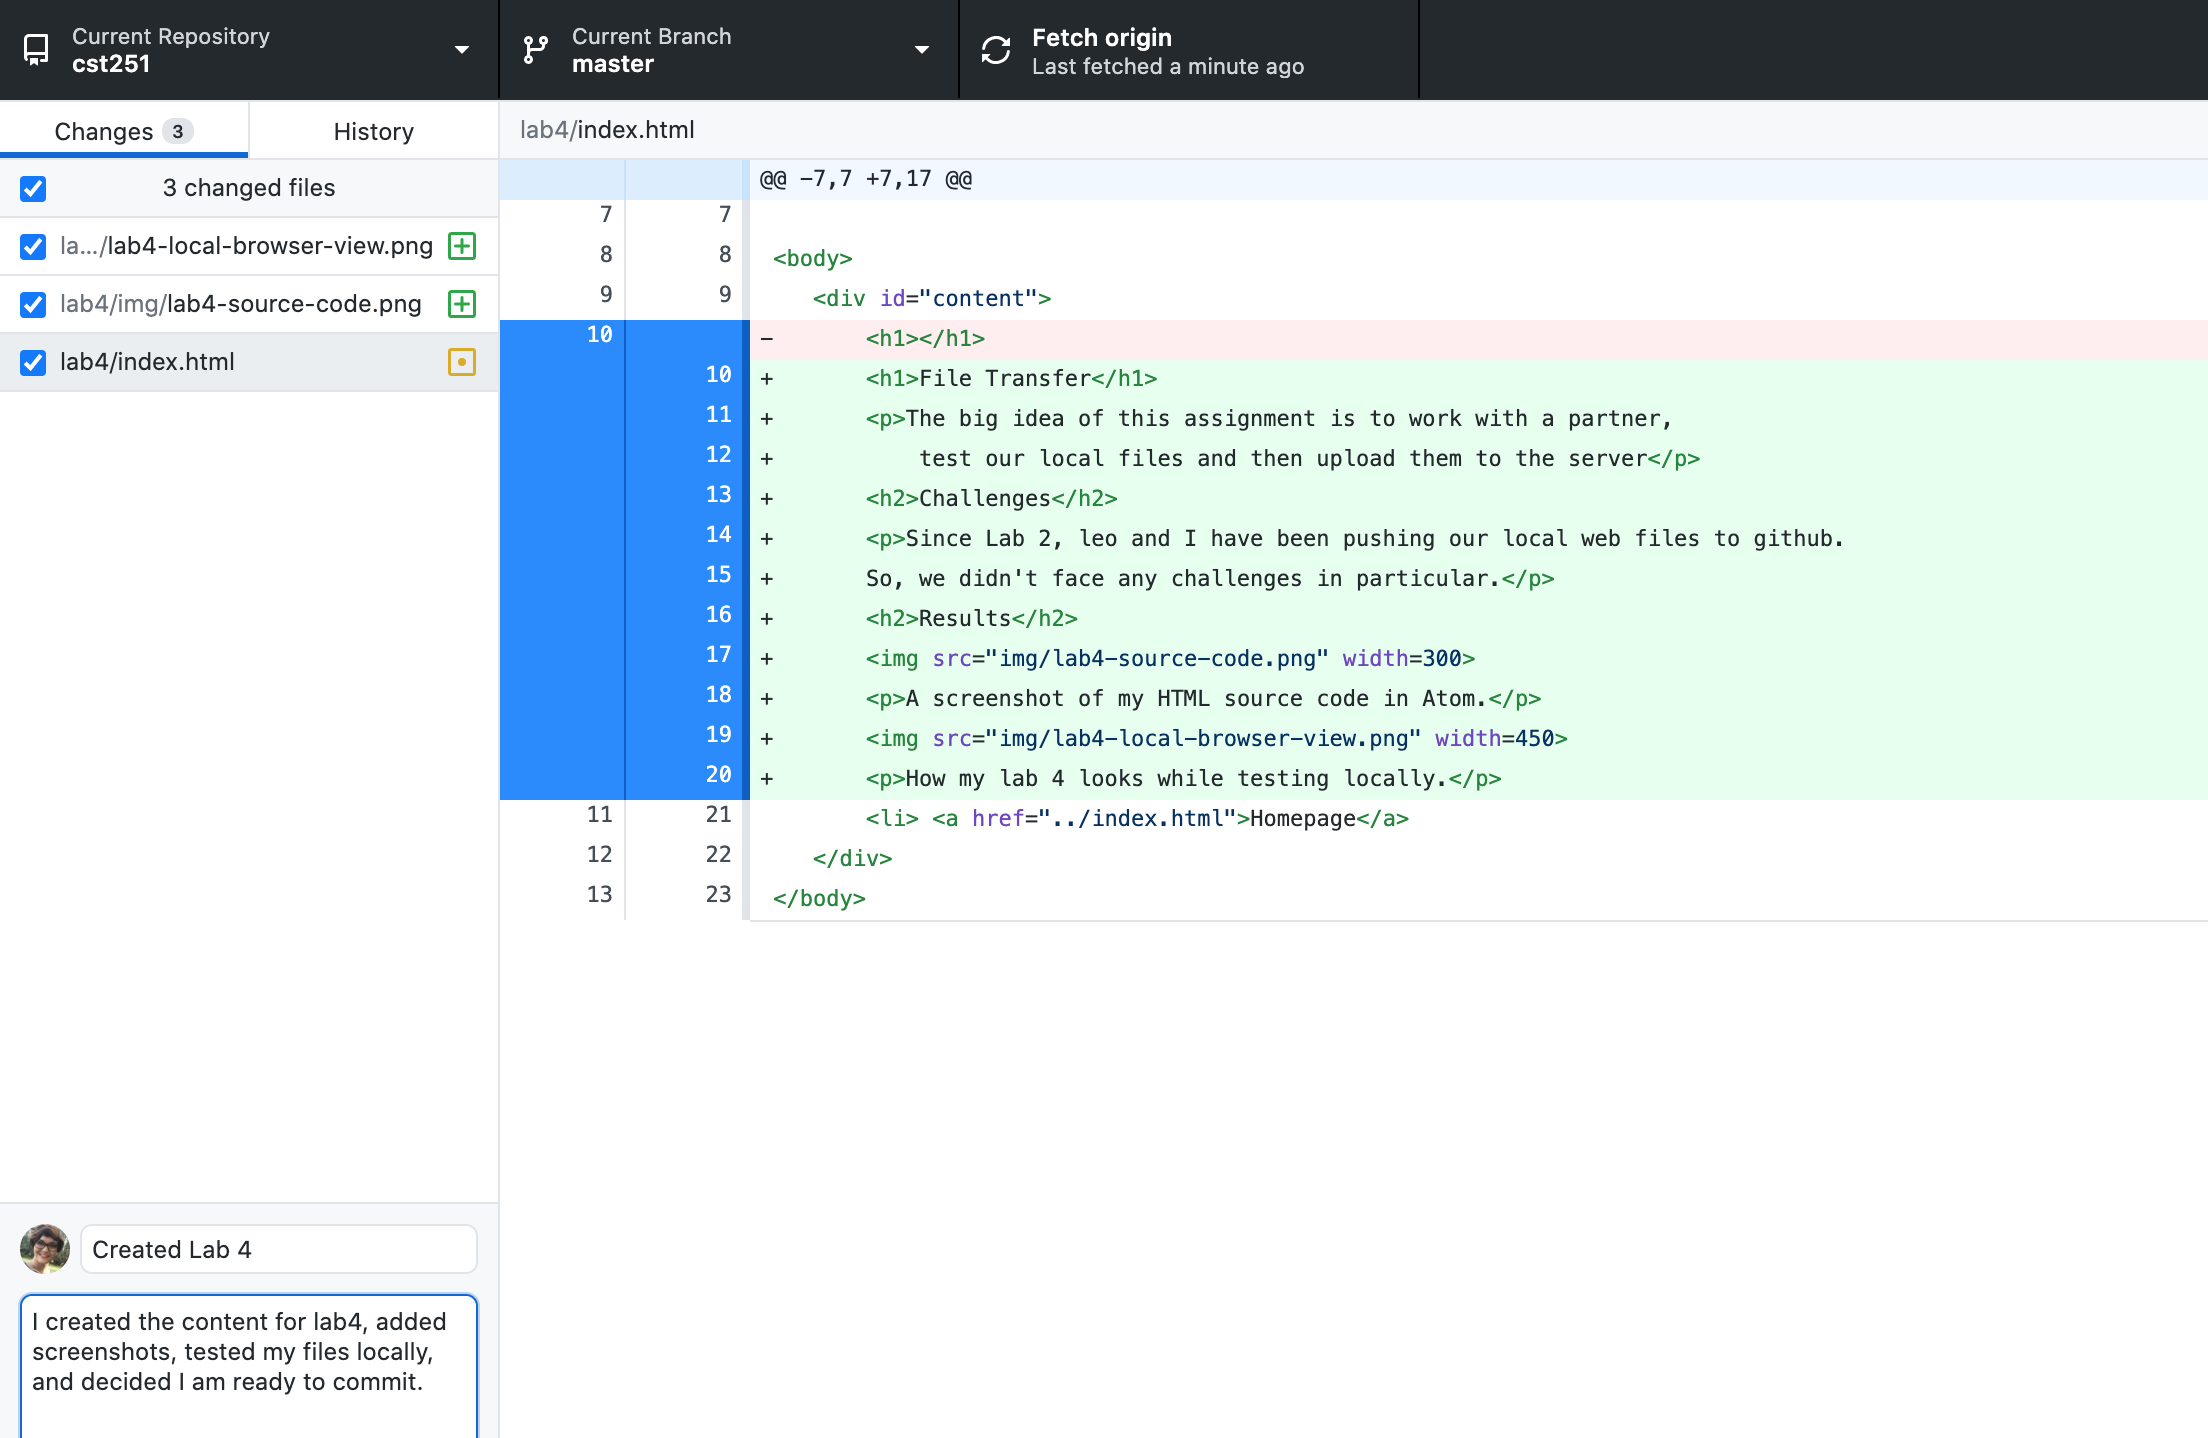 Current Repository
cst251
Current Branch
master
Fetch origin
Last fetched a minute ago
Changes 3
History
3 changed files
la.../lab4-local-browser-view.png
lab4/img/lab4-source-code.png
lab4/index.html
lab4/index.html
@@ -7,7 +7,17 @@
7 7
8 8 <body>
9 9 <div id="content">
10 - <h1></h1>
10 + <h1>File Transfer</h1>
11 + <p>The big idea of this assignment is to work with a partner,
12 + test our local files and then upload them to the server</p>
13 + <h2>Challenges</h2>
14 + <p>Since Lab 2, leo and I have been pushing our local web files to github.
15 + So, we didn't face any challenges in particular.</p>
16 + <h2>Results</h2>
17 + <img src="img/lab4-source-code.png" width=300>
18 + <p>A screenshot of my HTML source code in Atom.</p>
19 + <img src="img/lab4-local-browser-view.png" width=450>
20 + <p>How my lab 4 looks while testing locally.</p>
11 21 <li> <a href="../index.html">Homepage</a>
12 22 </div>
13 23 </body>
Created Lab 4
I created the content for lab4, added
screenshots, tested my files locally,
and decided I am ready to commit.